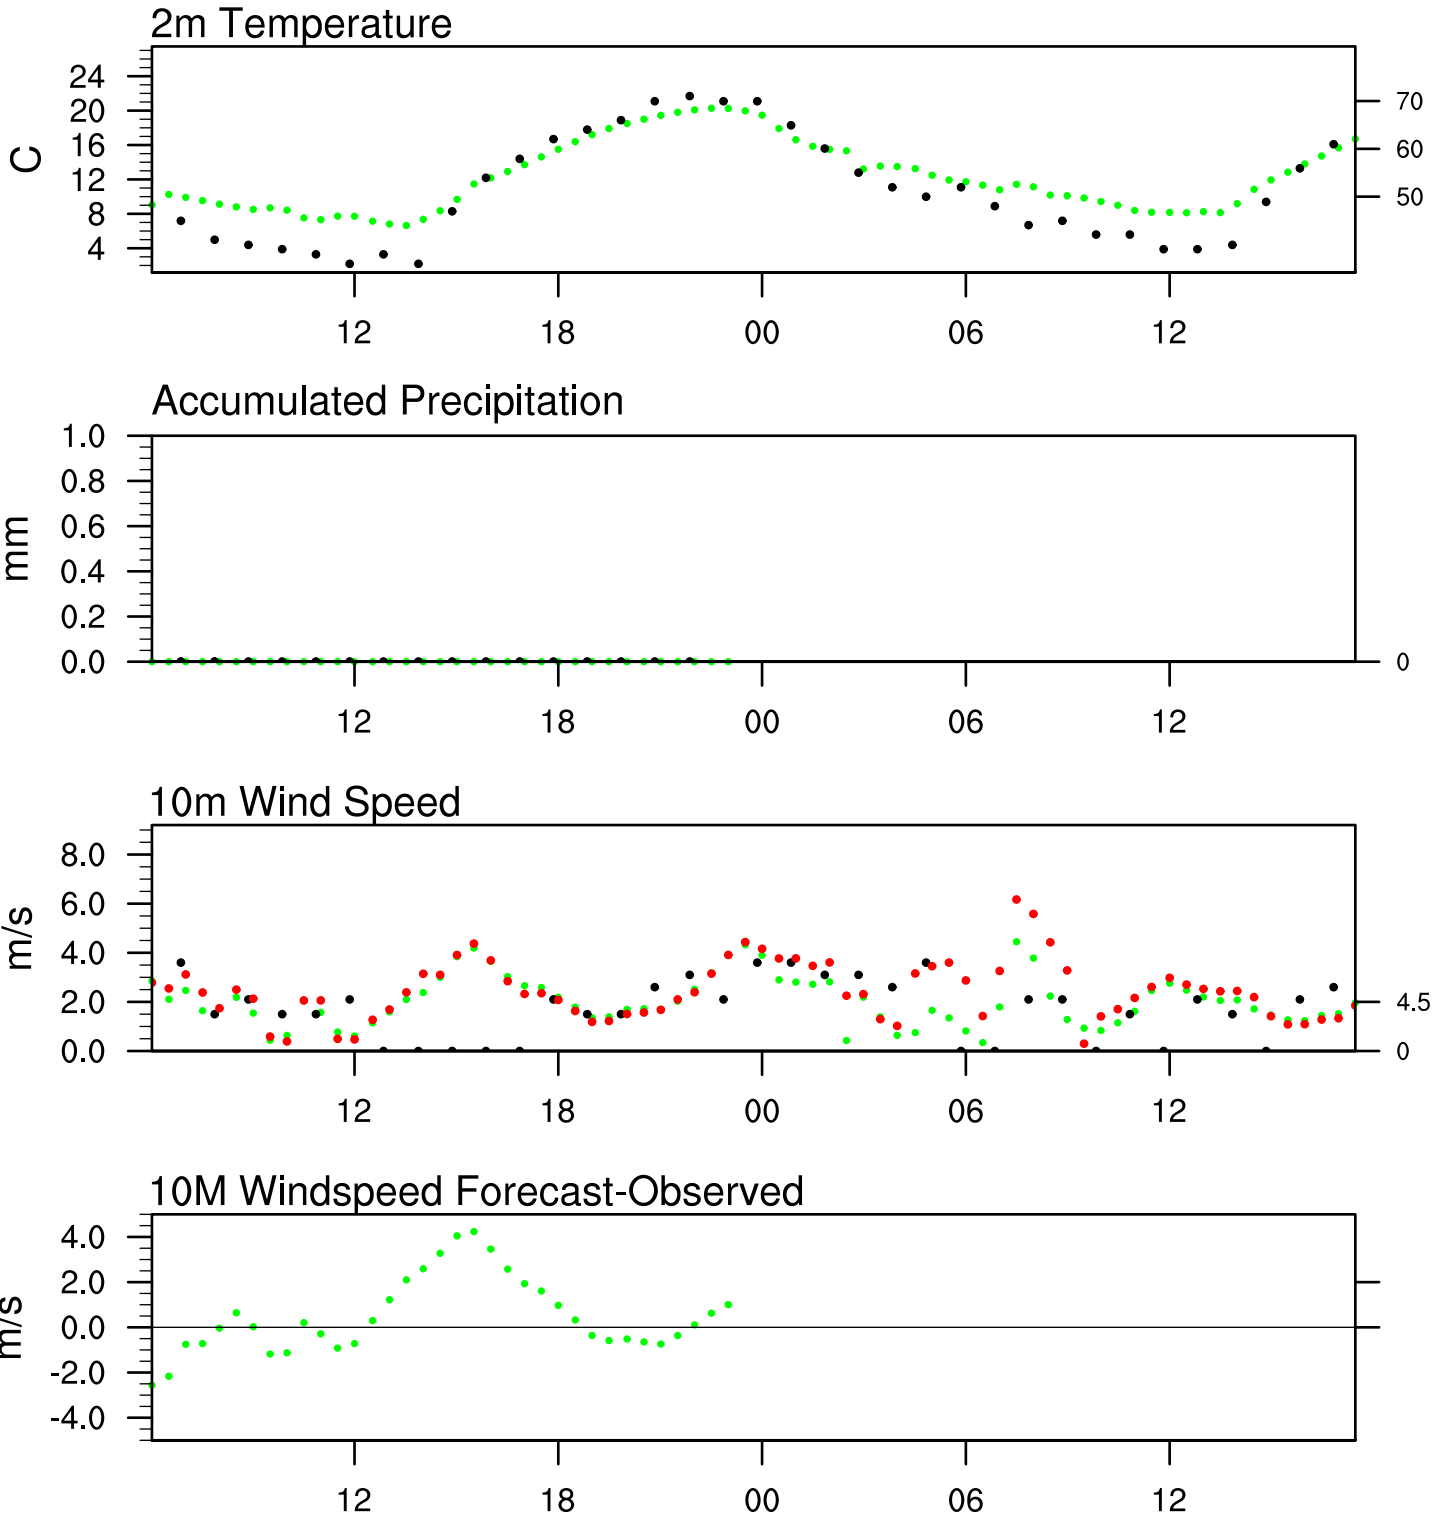 2m Temperature
24
20
16
12
8
4
C
70
60
50
12 18 00 06 12
Accumulated Precipitation
1.0
0.8
0.6
0.4
0.2
0.0
mm
0
12 18 00 06 12
10m Wind Speed
8.0
6.0
4.0
2.0
0.0
m/s
4.5
0
12 18 00 06 12
10M Windspeed Forecast-Observed
4.0
2.0
0.0
-2.0
-4.0
m/s
12 18 00 06 12